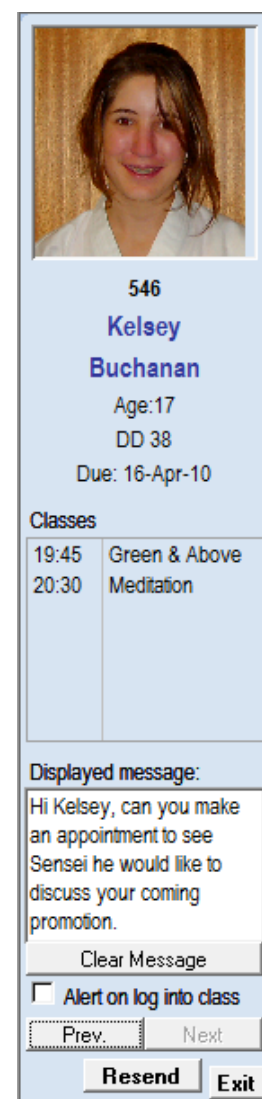 546
Kelsey
Buchanan
Age:17
DD 38
Due: 16-Apr-10
Classes
19:45 Green & Above
20:30 Meditation
Displayed message:
Hi Kelsey, can you make
an appointment to see
Sensei he would like to
discuss your coming
promotion.
Clear Message
Alert on log into class
Prev. Next
Resend Exit